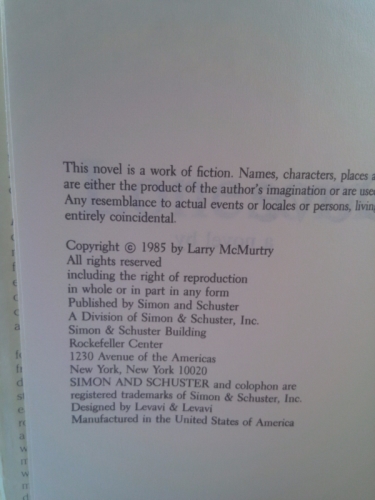 This novel is a work of fiction. Names, characters, places a
are either the product of the author's imagination or are use
Any resemblance to actual events or locales or persons, living
entirely coincidental.
Copyright © 1985 by Larry McMurtry
All rights reserved
including the right of reproduction
in whole or in part in any form
Published by Simon and Schuster
A Division of Simon & Schuster, Inc.
Simon & Schuster Building
Rockefeller Center
1230 Avenue of the Americas
New York, New York 10020
SIMON AND SCHUSTER and colophon are
registered trademarks of Simon & Schuster, Inc.
Designed by Levavi & Levavi
Manufactured in the United States of America